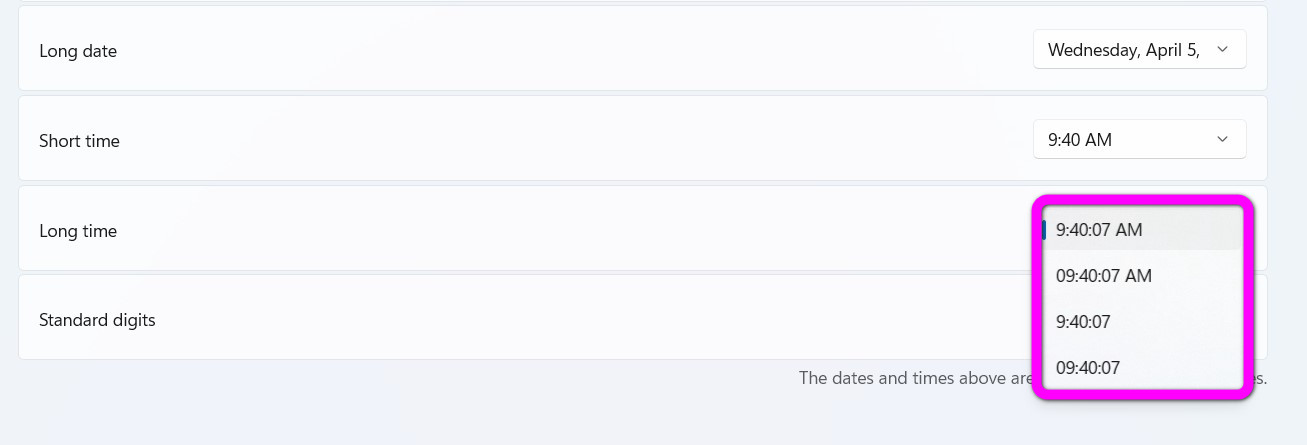 Long date
Wednesday, April 5,
Short time
9:40 AM
Long time
9:40:07 AM
09:40:07 AM
9:40:07
09:40:07
Standard digits
The dates and times above are